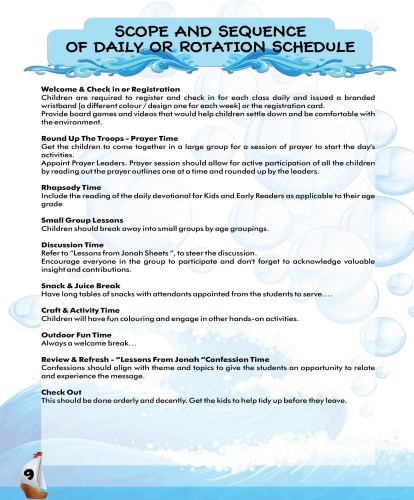 SCOPE AND SEQUENCE
OF DAILY OR ROTATION SCHEDULE
Welcome & Check in or Registration
Children are required to register and check in for each class daily and issued a branded
wristband (a different colour / design one for each week) or the registration card.
Provide board games and videos that would help children settle down and be comfortable with
the environment.
Round Up The Troops - Prayer Time
Get the children to come together in a large group for a session of prayer to start the day's
activities.
Appoint Prayer Leaders. Prayer session should allow for active participation of all the children
by reading out the prayer outlines one at a time and rounded up by the leaders.
Rhapsody Time
Include the reading of the daily devotional for Kids and Early Readers as applicable to their age
grade
Small Group Lessons
Children should break away into small groups by age groupings.
Discussion Time
Refer to "Lessons from Jonah Sheets ", to steer the discussion.
Encourage everyone in the group to participate and don't forget to acknowledge valuable
insight and contributions.
Snack & Juice Break
Have long tables of snacks with attendants appointed from the students to serve....
Craft & Activity Time
Children will have fun colouring and engage in other hands-on activities.
Outdoor Fun Time
Always a welcome break...
Review & Refresh - "Lessons From Jonah "Confession Time
Confessions should align with theme and topics to give the students an opportunity to relate
and experience the message.
Check Out
This should be done orderly and decently. Get the kids to help tidy up before they leave.
9